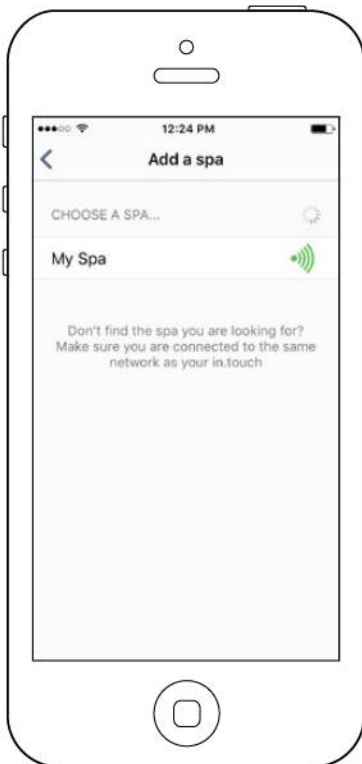 12:24 PM
Add a spa
CHOOSE A SPA...
My Spa
Don't find the spa you are looking for?
Make sure you are connected to the same
network as your in.touch